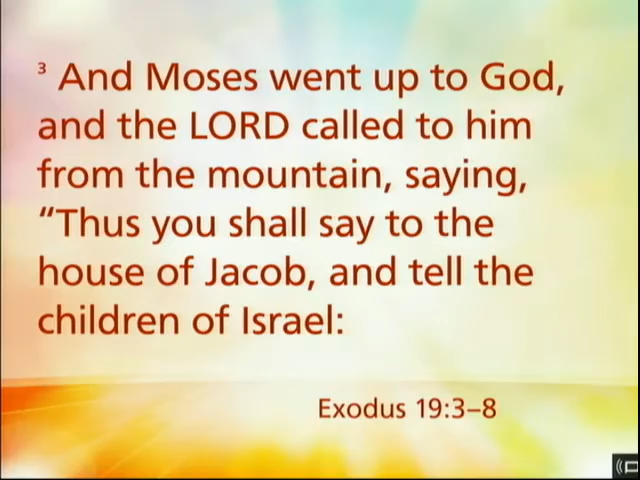 ³ And Moses went up to God,
and the LORD called to him
from the mountain, saying,
“Thus you shall say to the
house of Jacob, and tell the
children of Israel:
Exodus 19:3–8